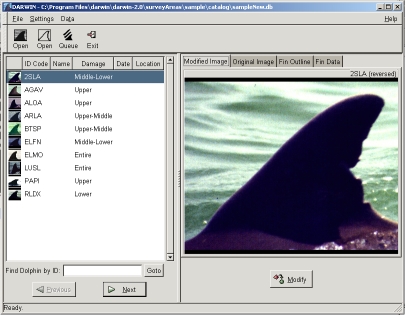 DARWIN - C:\Program Files\darwin\darwin-2.0\surveyAreas\sample\catalog\sampleNew.db
File Settings Data Help
Open Open Queue Exit
ID Code Name Damage Date Location
2SLA Middle-Lower
AGAV Upper
ALOA Upper
ARLA Upper-Middle
BTSP Upper-Middle
ELFN Middle-Lower
ELMO Entire
LUSL Entire
PAPI Upper
RLDX Lower
Find Dolphin by ID: Goto
Previous Next
Modified Image Original Image Fin Outline Fin Data
2SLA (reversed)
Modify
Ready.